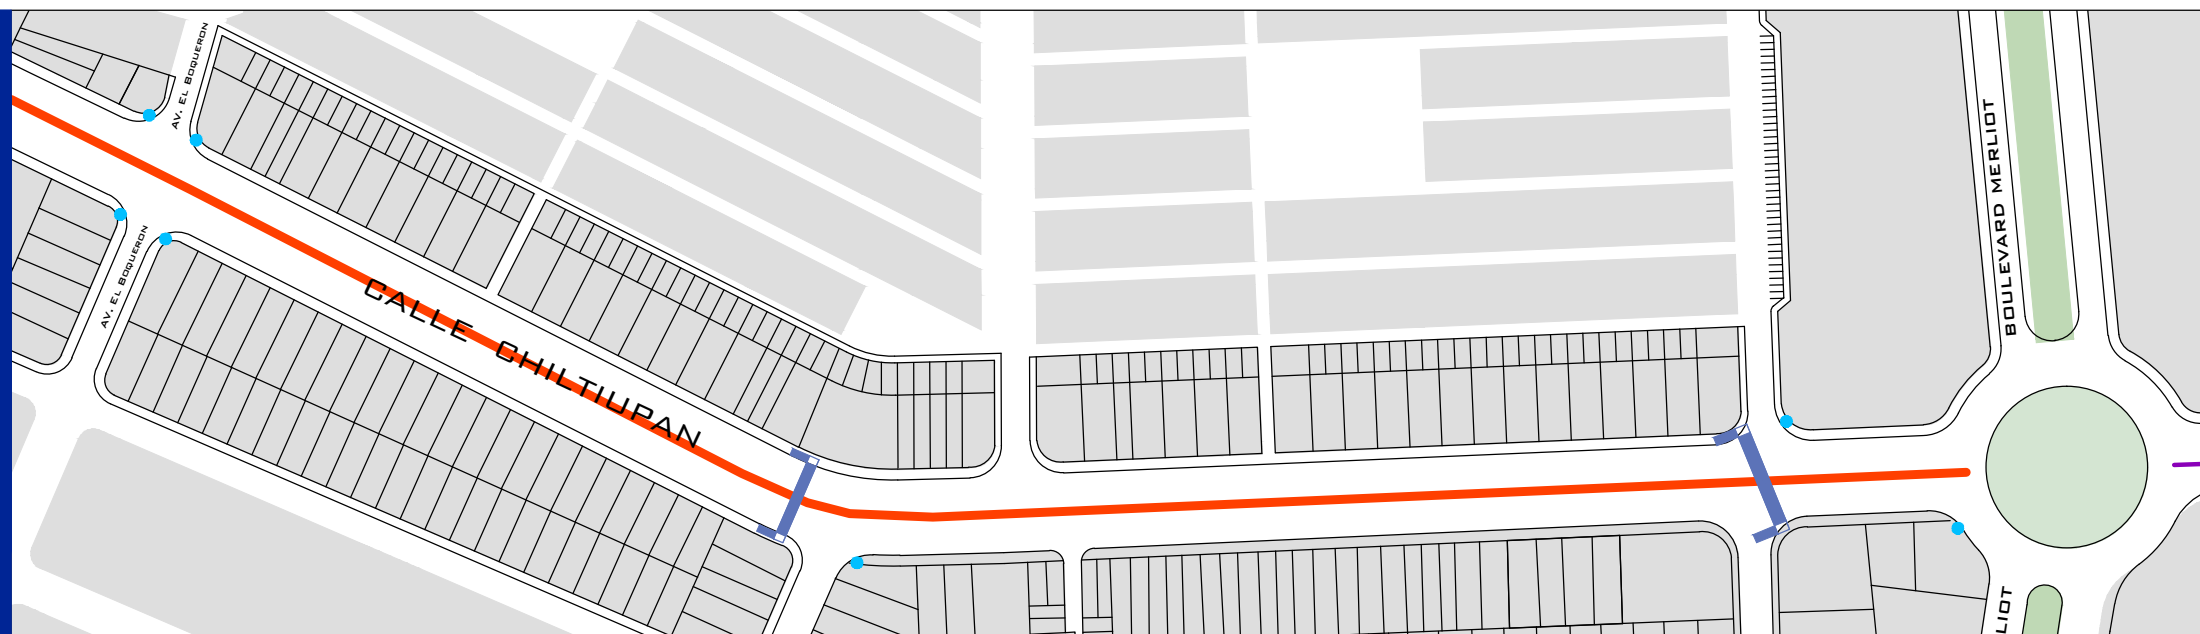 AV. EL BOQUERON
AV. EL BOQUERON
CALLE CHILTIUPAN
BOULEVARD MERLIOT
LIOT